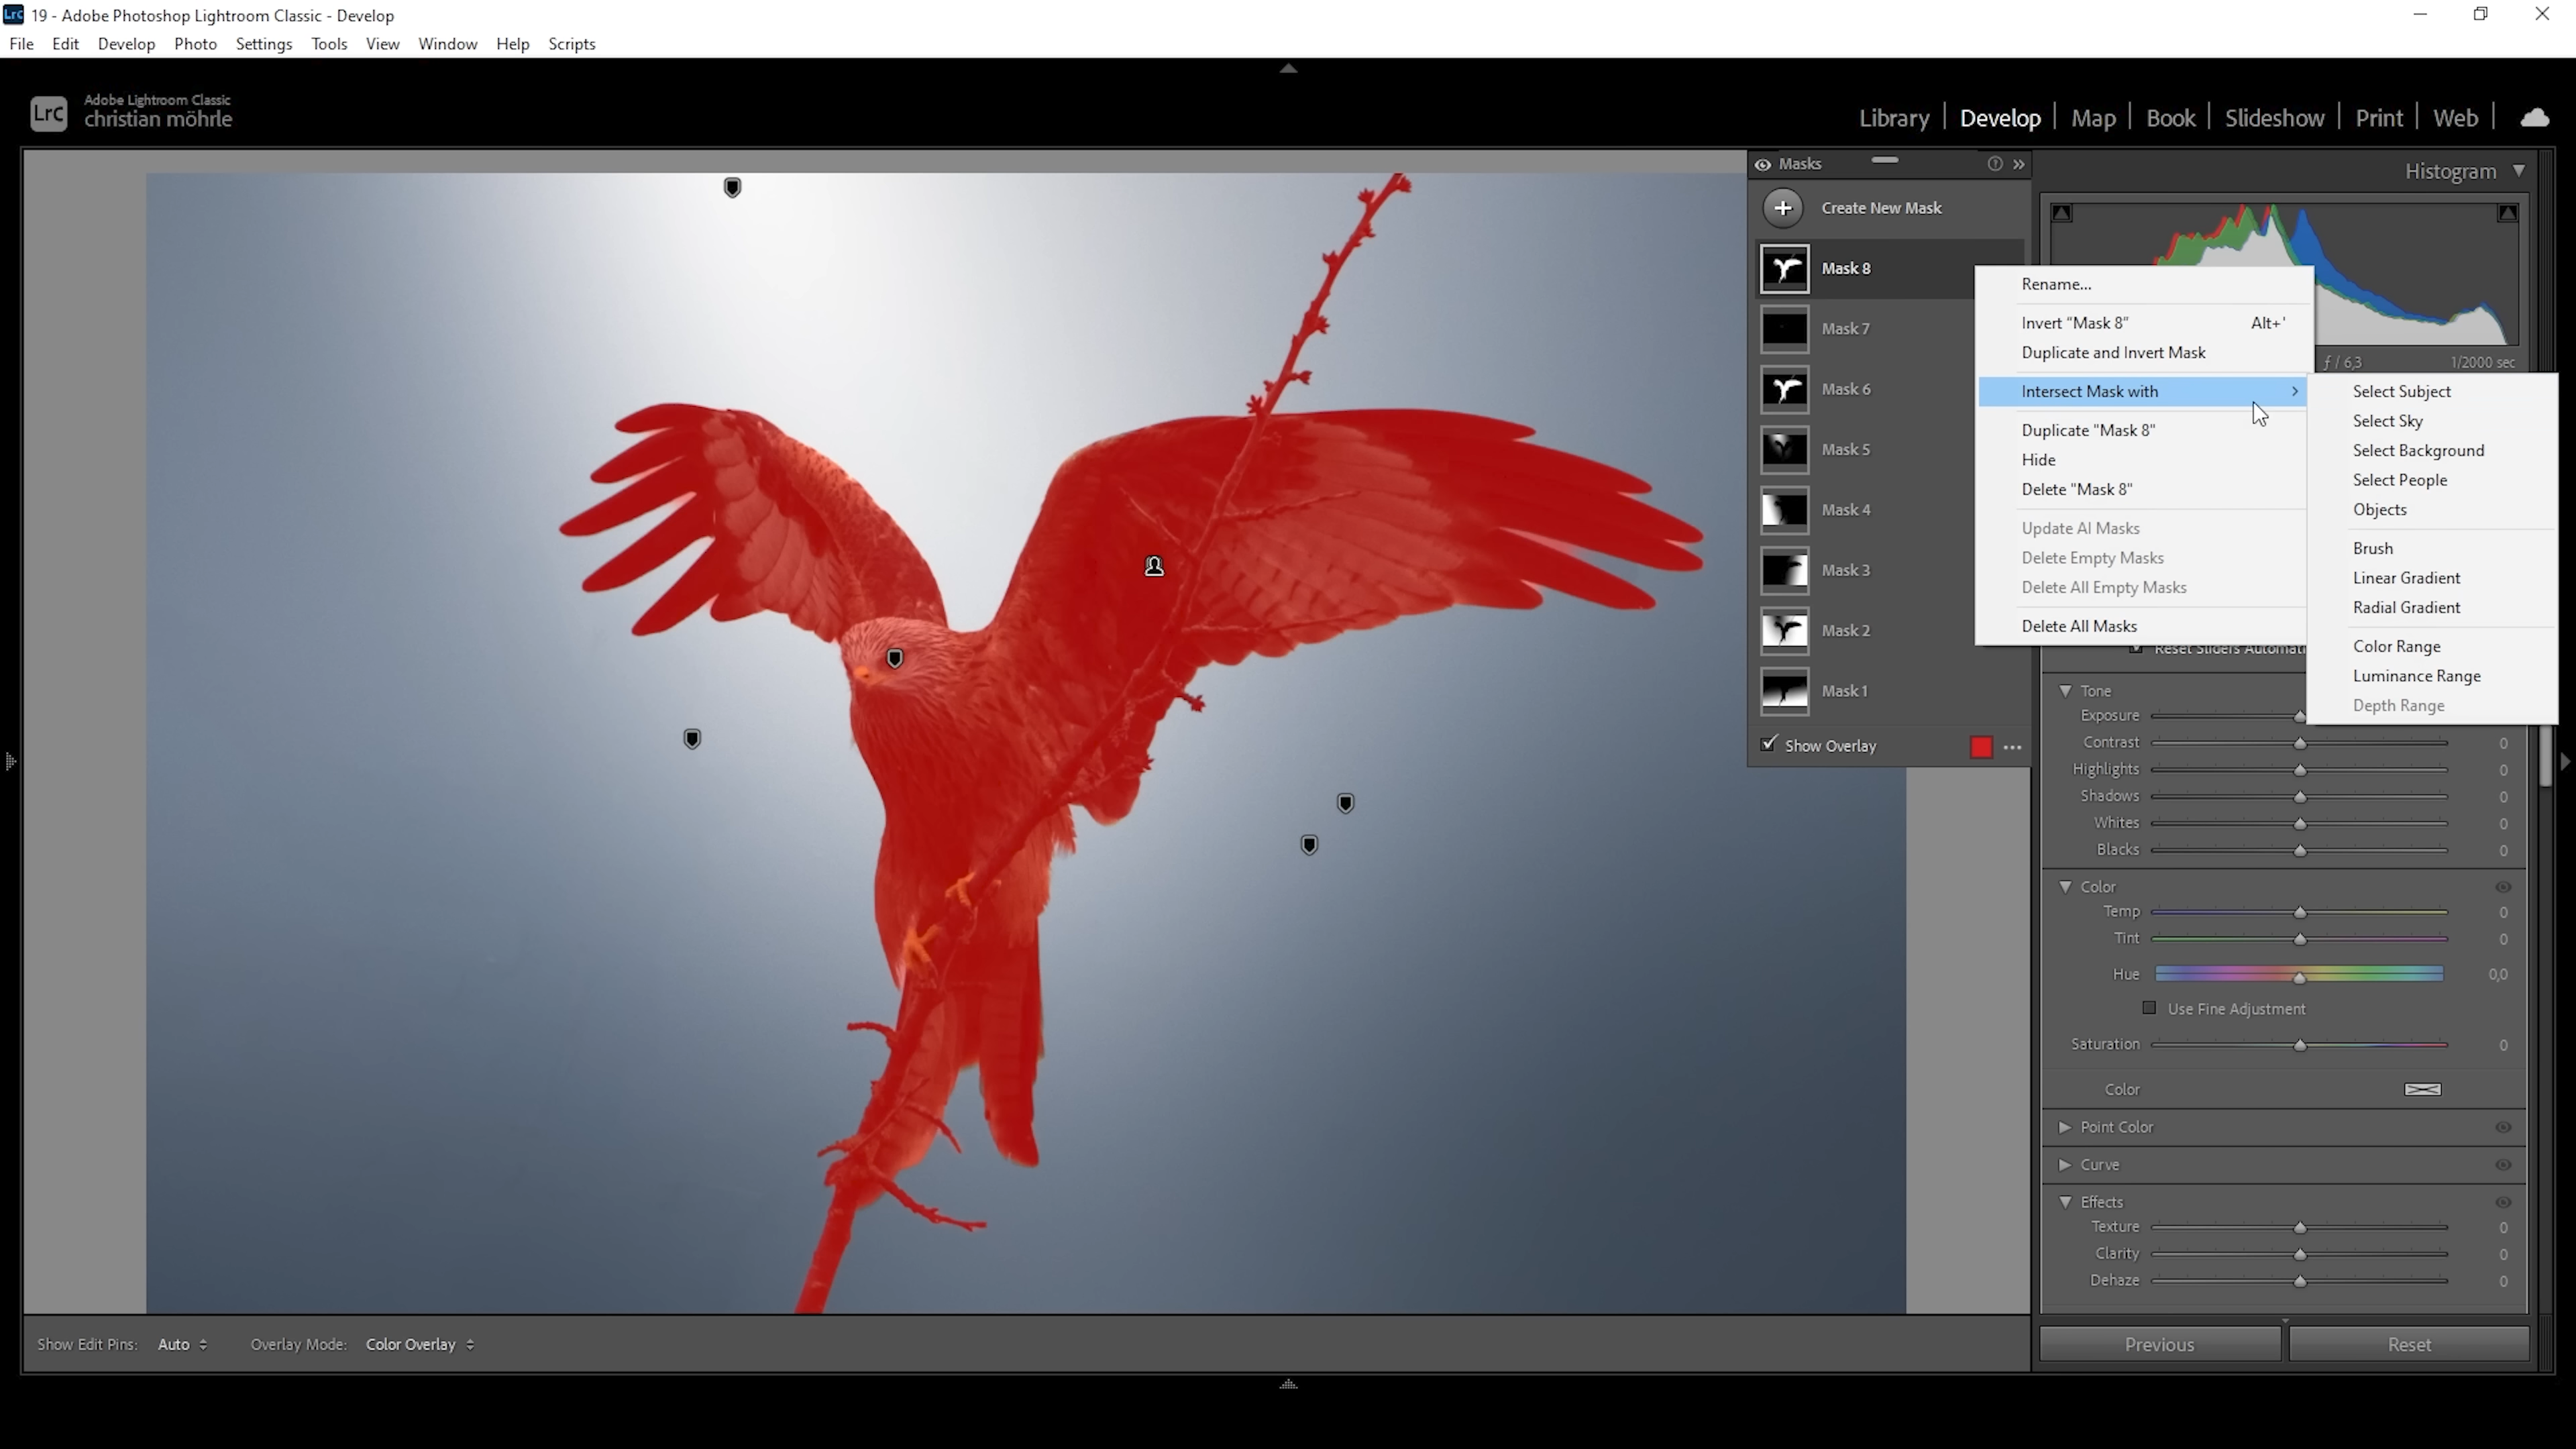 Lrc 19 - Adobe Photoshop Lightroom Classic - Develop
File Edit Develop Photo Settings Tools View Window Help Scripts
Lrc Adobe Lightroom Classic
christian möhrle
Library | Develop | Map | Book | Slideshow | Print | Web |
Masks
Create New Mask
Mask 8
Mask 7
Mask 6
Mask 5
Mask 4
Mask 3
Mask 2
Mask 1
Show Overlay
Rename...
Invert "Mask 8" Alt+'
Duplicate and Invert Mask
Intersect Mask with
Duplicate "Mask 8"
Hide
Delete "Mask 8"
Update AI Masks
Delete Empty Masks
Delete All Empty Masks
Delete All Masks
Select Subject
Select Sky
Select Background
Select People
Objects
Brush
Linear Gradient
Radial Gradient
Color Range
Luminance Range
Depth Range
Histogram
ƒ / 6,3 1/2000 sec
Reset Sliders Automati
Tone
Exposure
Contrast 0
Highlights 0
Shadows 0
Whites 0
Blacks 0
Color
Temp 0
Tint 0
Hue 0,0
Use Fine Adjustment
Saturation 0
Color
Point Color
Curve
Effects
Texture 0
Clarity 0
Dehaze 0
Previous Reset
Show Edit Pins: Auto Overlay Mode: Color Overlay